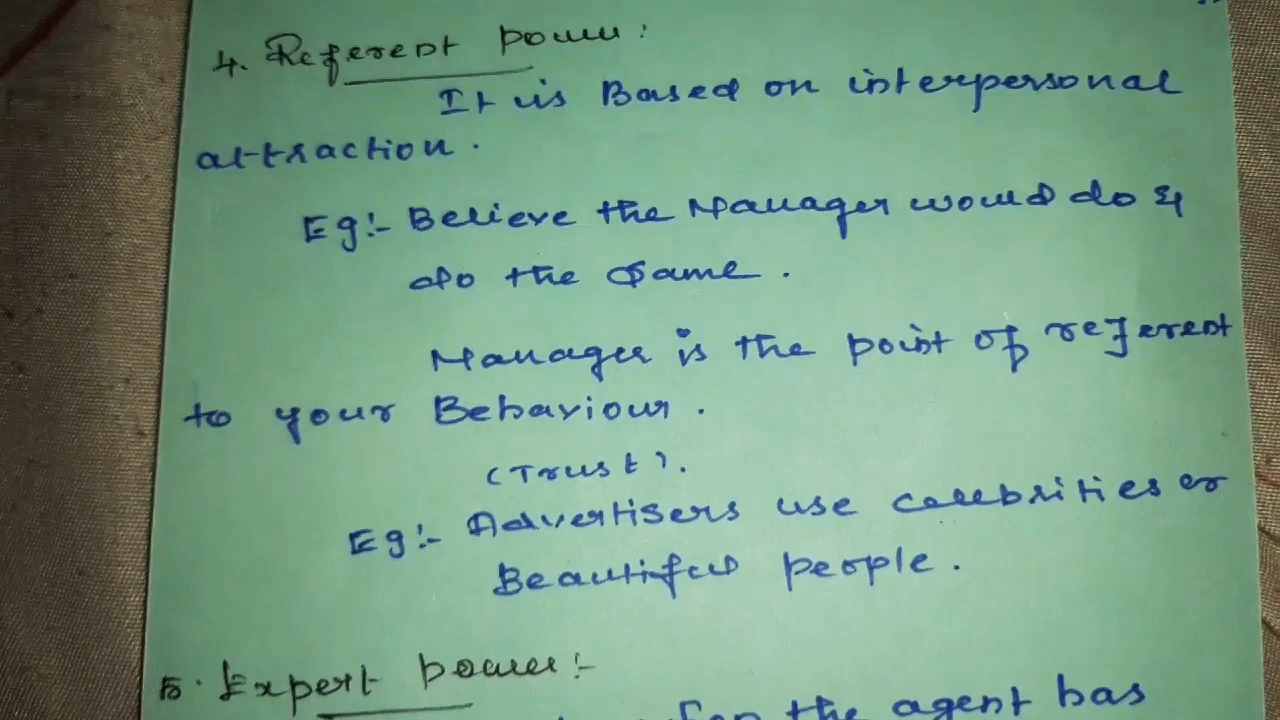 4. Referent power:
It is Based on interpersonal
attraction.
Eg:- Believe the Manager would do &
do the same.
Manager is the point of referent
to your Behaviour.
(Trust).
Eg:- Advertisers use celebrities or
Beautiful people.
5. Expert power:-
the agent has